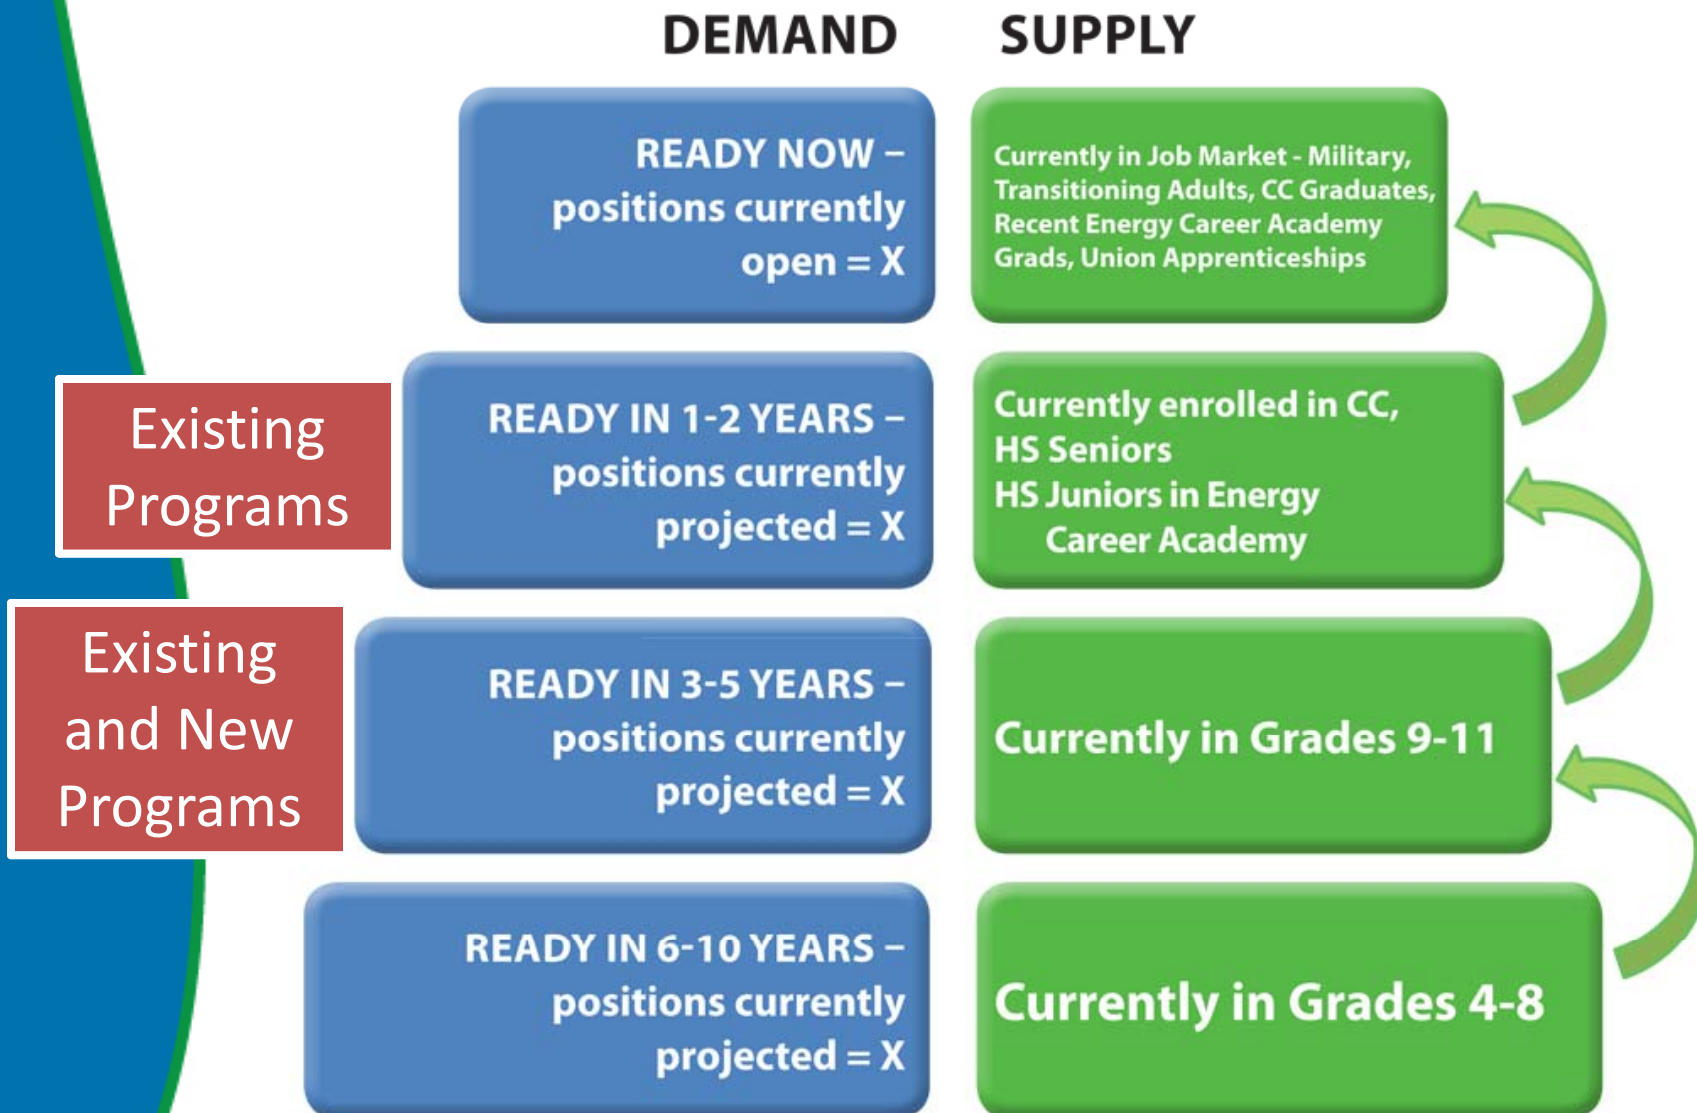 DEMAND SUPPLY
READY NOW –
positions currently
open = X
Currently in Job Market - Military,
Transitioning Adults, CC Graduates,
Recent Energy Career Academy
Grads, Union Apprenticeships
Existing
Programs
READY IN 1-2 YEARS –
positions currently
projected = X
Currently enrolled in CC,
HS Seniors
HS Juniors in Energy
Career Academy
Existing
and New
Programs
READY IN 3-5 YEARS –
positions currently
projected = X
Currently in Grades 9-11
READY IN 6-10 YEARS –
positions currently
projected = X
Currently in Grades 4-8